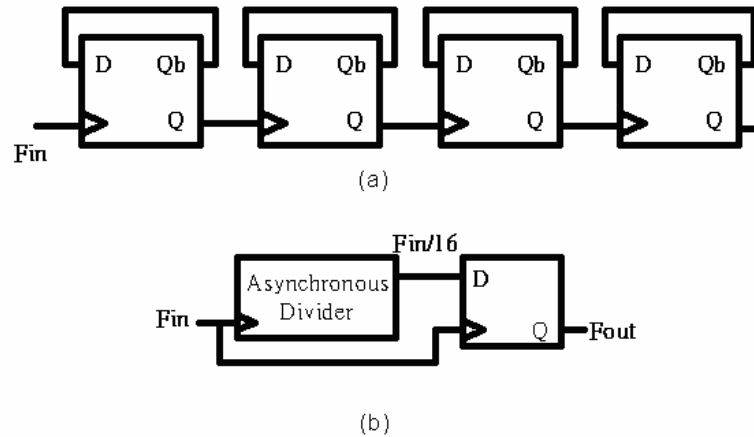 D Qb D Qb D Qb D Qb
Q Q Q Q
Fin
(a)
Fin/16
Asynchronous
Divider
D
Fin
Q
Fout
(b)